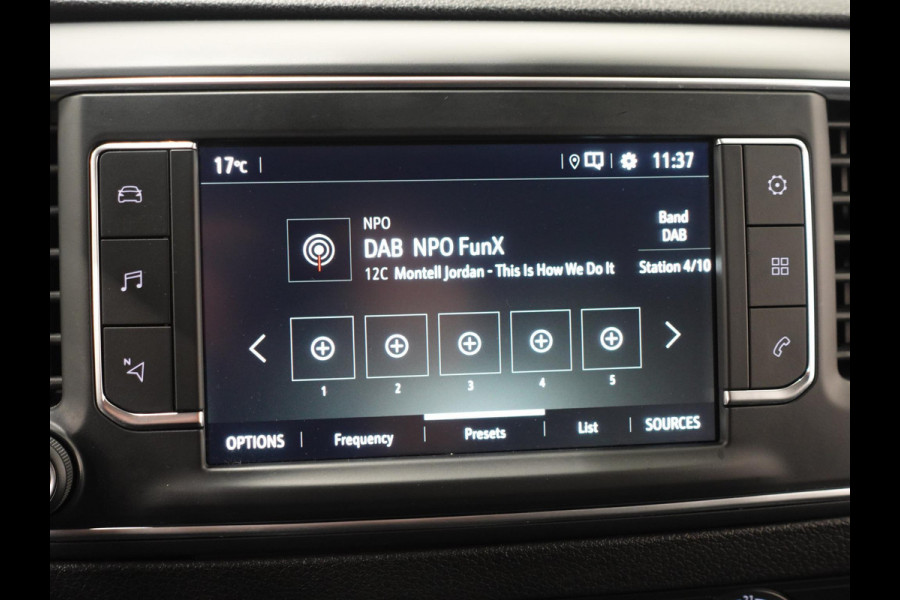 17°C
11:37
NPO
DAB NPO FunX
12C Montell Jordan - This Is How We Do It
Band
DAB
Station 4/10
1 2 3 4 5
OPTIONS Frequency Presets List SOURCES
N